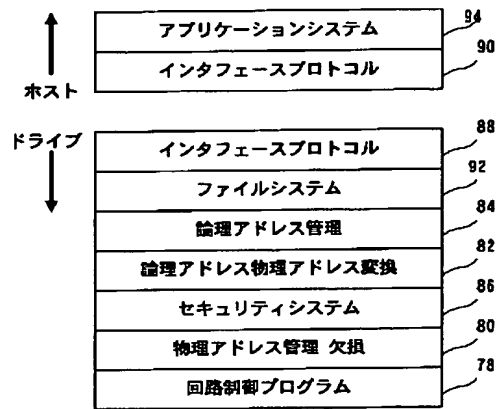 アプリケーションシステム 94
インタフェースプロトコル 90
ホスト
ドライブ
インタフェースプロトコル 88
ファイルシステム 92
論理アドレス管理 84
論理アドレス物理アドレス変換 82
セキュリティシステム 86
物理アドレス管理 欠損 80
回路制御プログラム 78